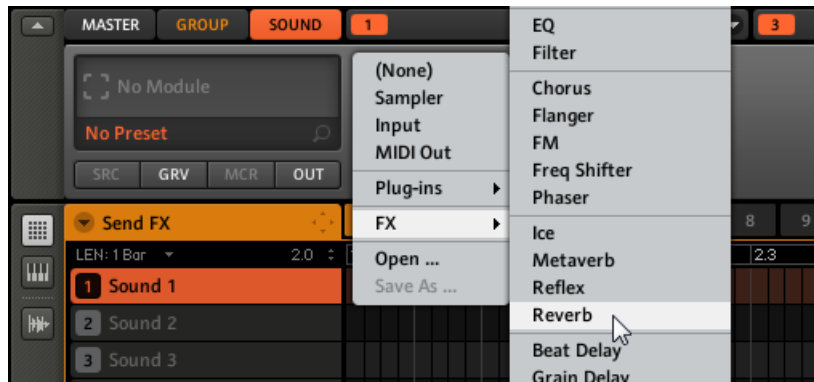 MASTER GROUP SOUND 1 3
No Module
No Preset
SRC GRV MCR OUT
(None)
Sampler
Input
MIDI Out
Plug-ins
FX
Open ...
Save As ...
EQ
Filter
Chorus
Flanger
FM
Freq Shifter
Phaser
Ice
Metaverb
Reflex
Reverb
Beat Delay
Grain Delay
Send FX
8 9
LEN: 1 Bar 2.0 2.3
1 Sound 1
2 Sound 2
3 Sound 3